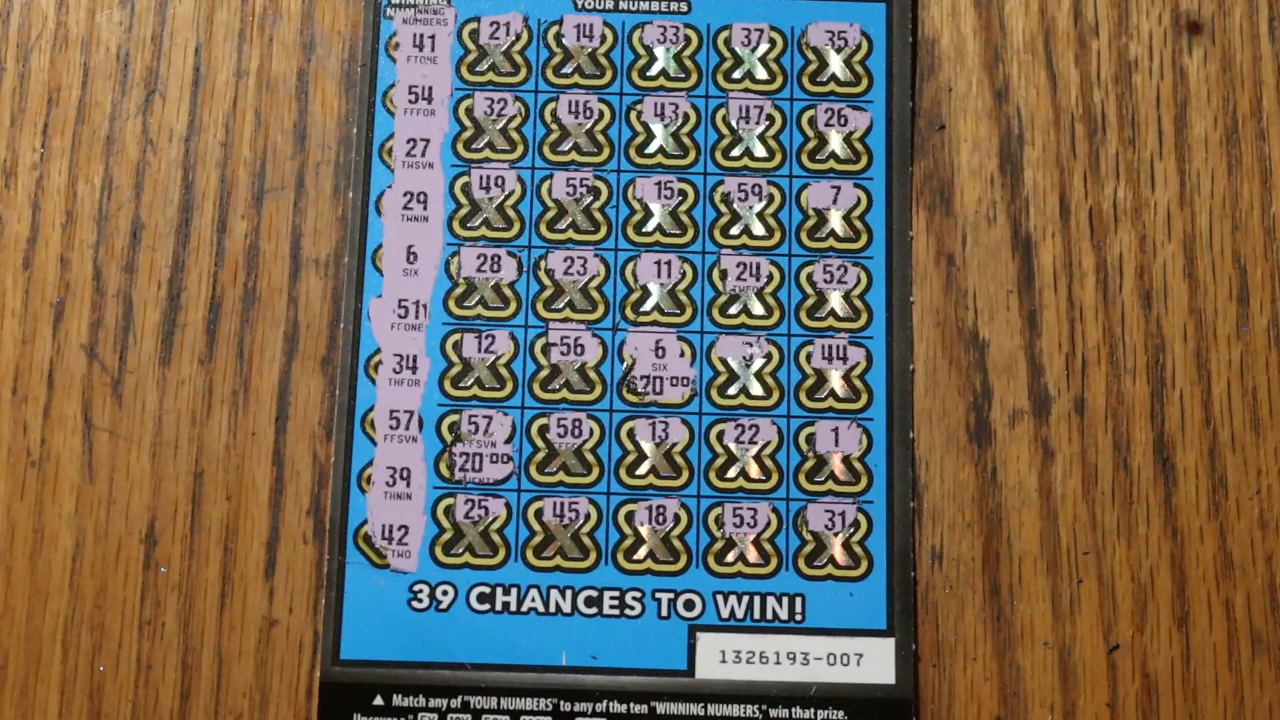 WINNING YOUR NUMBERS
WINNING
NUMBERS
41 21 14 33 37 35
FTONE
54 32 46 43 47 26
FFFOR
27
TWSVN
29 49 55 15 59 7
TWNIN
6 28 23 11 24 52
SIX
51
FFONE
34 12 56 6 3 44
THFOR SIX
$20.00
57 57 58 13 22 1
FFSVN FFSVN
$20.00
39
THNIN
42 25 45 18 53 31
TWO
39 CHANCES TO WIN!
1326193-007
▲ Match any of "YOUR NUMBERS" to any of the ten "WINNING NUMBERS," win that prize.